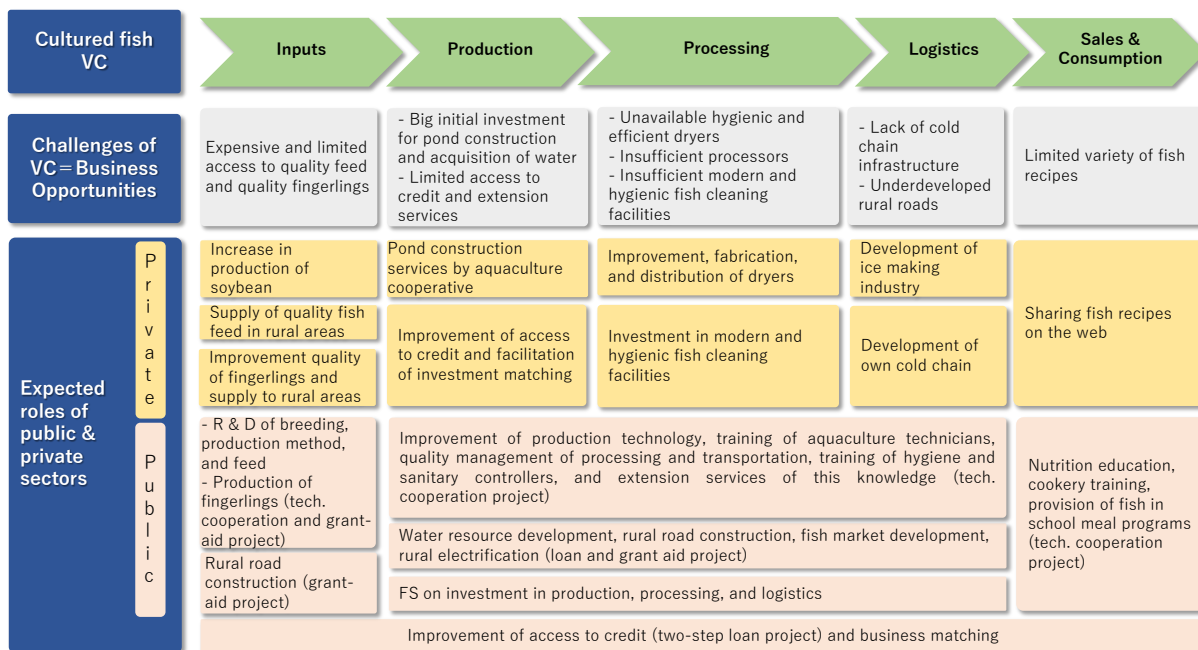 Cultured fish
VC
Inputs
Production
Processing
Logistics
Sales &
Consumption
Challenges of
VC＝Business
Opportunities
Expensive and limited
access to quality feed
and quality fingerlings
- Big initial investment
for pond construction
and acquisition of water
- Limited access to
credit and extension
services
- Unavailable hygienic and
efficient dryers
- Insufficient processors
- Insufficient modern and
hygienic fish cleaning
facilities
- Lack of cold
chain
infrastructure
- Underdeveloped
rural roads
Limited variety of fish
recipes
Expected
roles of
public &
private
sectors
P
r
i
v
a
t
e
Increase in
production of
soybean
Supply of quality fish
feed in rural areas
Improvement quality
of fingerlings and
supply to rural areas
Pond construction
services by aquaculture
cooperative
Improvement of access
to credit and facilitation
of investment matching
Improvement, fabrication,
and distribution of dryers
Investment in modern and
hygienic fish cleaning
facilities
Development of
ice making
industry
Development of
own cold chain
Sharing fish recipes
on the web
P
u
b
l
i
c
- R & D of breeding,
production method,
and feed
- Production of
fingerlings (tech.
cooperation and grant-
aid project)
Rural road
construction (grant-
aid project)
Improvement of production technology, training of aquaculture technicians,
quality management of processing and transportation, training of hygiene and
sanitary controllers, and extension services of this knowledge (tech.
cooperation project)
Water resource development, rural road construction, fish market development,
rural electrification (loan and grant aid project)
FS on investment in production, processing, and logistics
Nutrition education,
cookery training,
provision of fish in
school meal programs
(tech. cooperation
project)
Improvement of access to credit (two-step loan project) and business matching